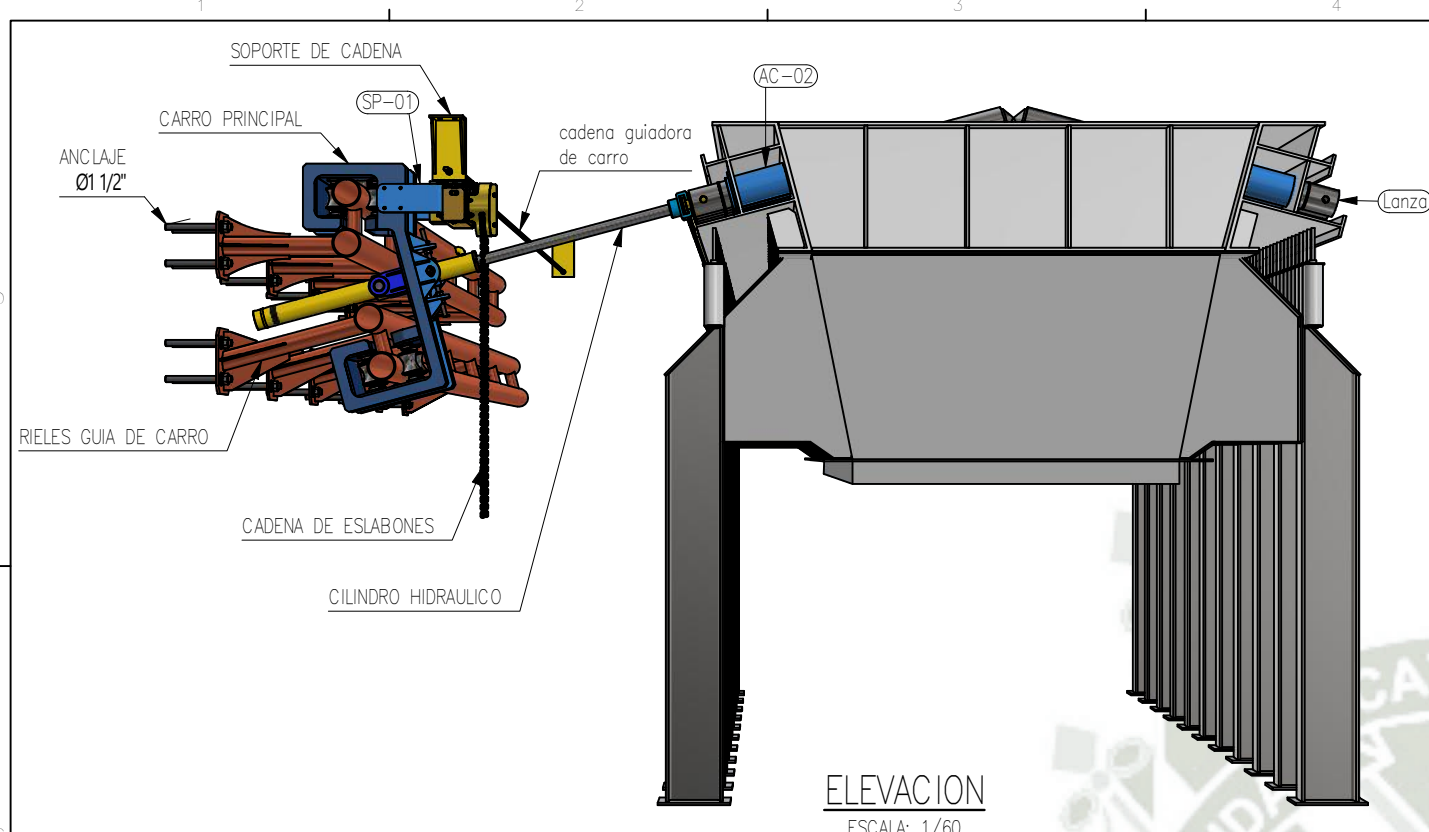 1
2
3
4
SOPORTE DE CADENA
AC-02
SP-01
CARRO PRINCIPAL
cadena guiadora
de carro
ANCLAJE
Ø1 1/2"
Lanza
RIELES GUIA DE CARRO
CADENA DE ESLABONES
CILINDRO HIDRAULICO
ELEVACION
ESCALA: 1/60